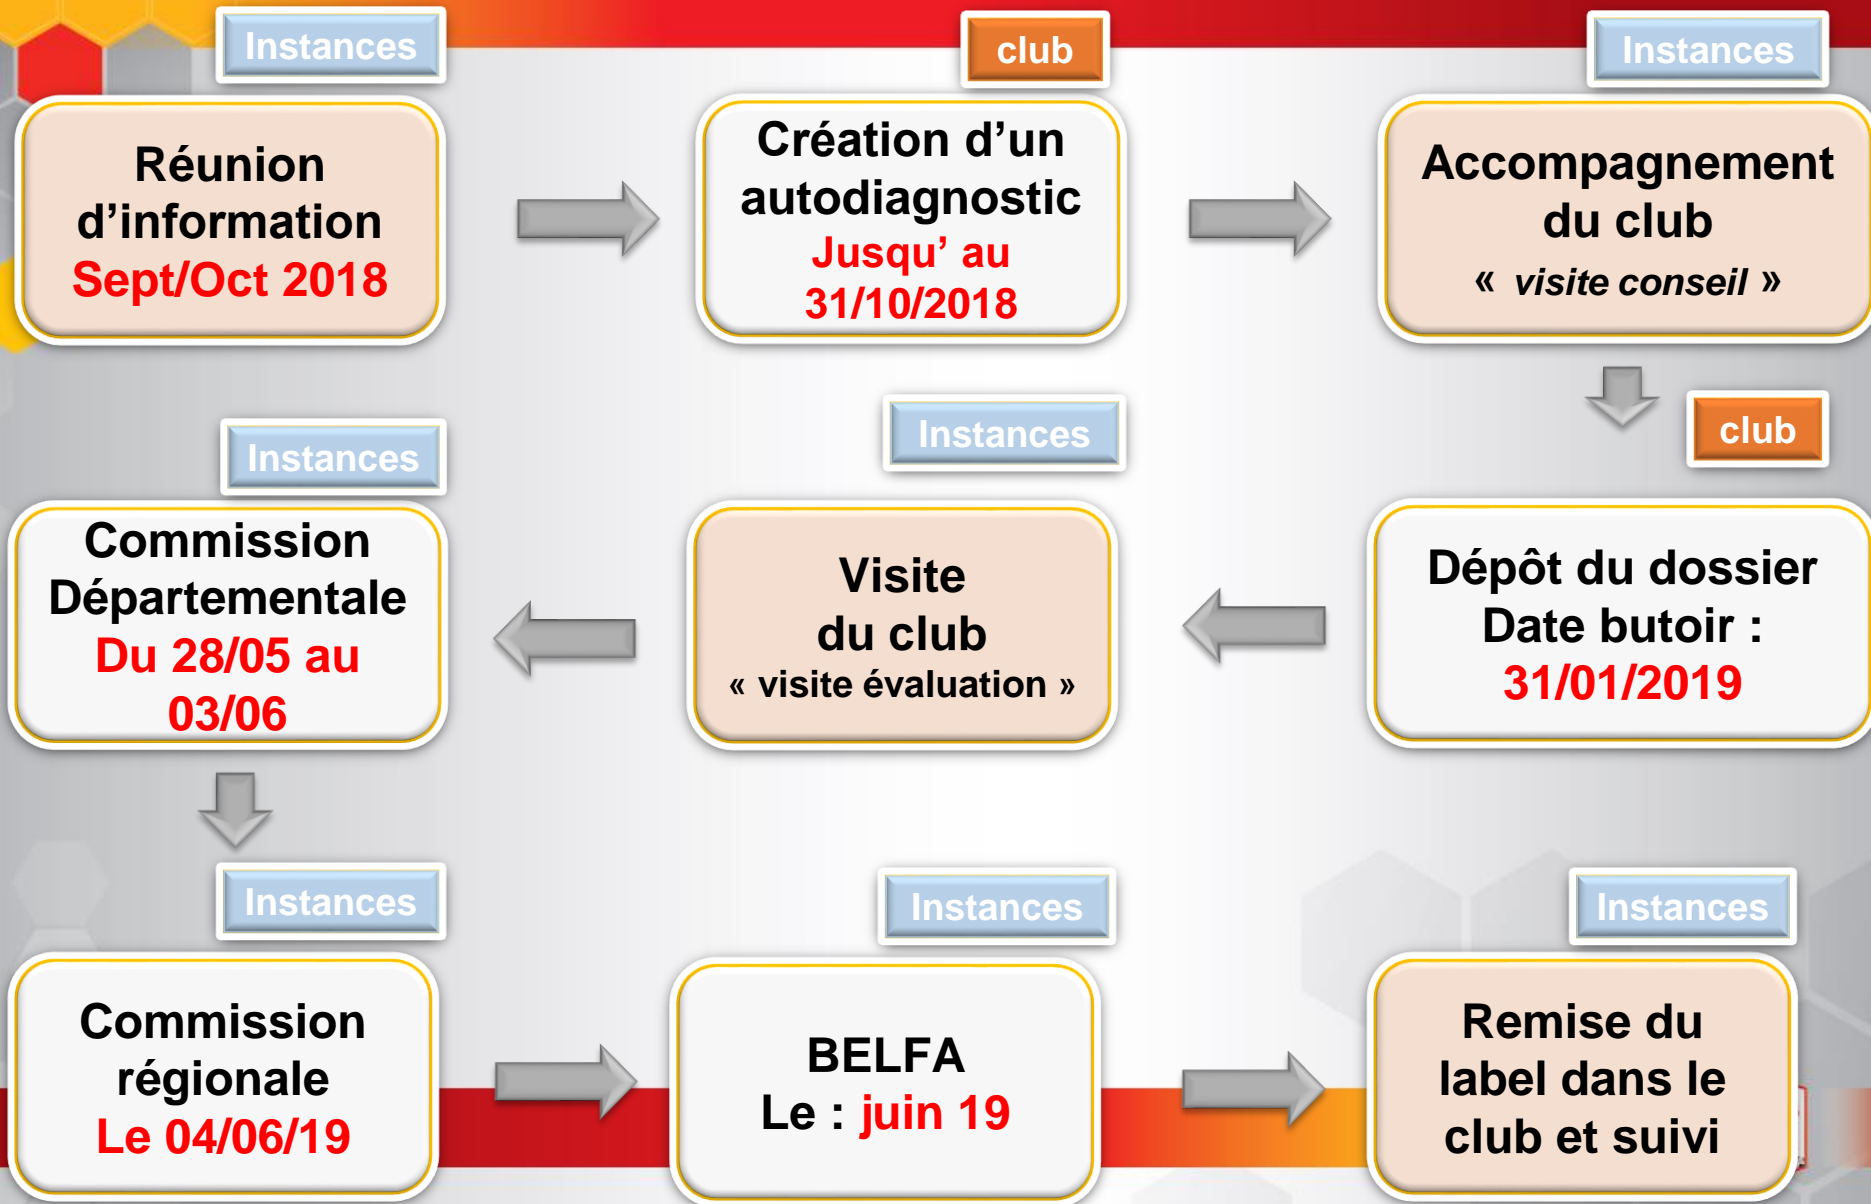 Instances
Réunion
d’information
Sept/Oct 2018
club
Création d’un
autodiagnostic
Jusqu’ au
31/10/2018
Instances
Accompagnement
du club
« visite conseil »
club
Dépôt du dossier
Date butoir :
31/01/2019
Instances
Visite
du club
« visite évaluation »
Instances
Commission
Départementale
Du 28/05 au
03/06
Instances
Commission
régionale
Le 04/06/19
Instances
BELFA
Le : juin 19
Instances
Remise du
label dans le
club et suivi